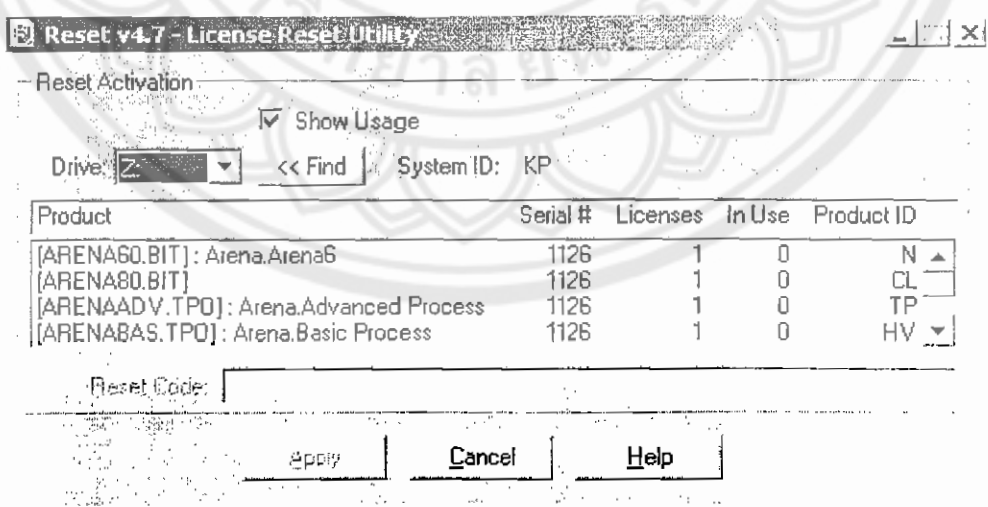 Reset v4.7 - License Reset Utility
Reset Activation
Show Usage
Drive: Z: << Find System ID: KP
Product Serial # Licenses In Use Product ID
[ARENA60.BIT] : Arena.Arena6 1126 1 0 N
[ARENA80.BIT] 1126 1 0 CL
[ARENAADV.TPO] : Arena.Advanced Process 1126 1 0 TP
[ARENABAS.TPO] : Arena.Basic Process 1126 1 0 HV
Reset Code:
Apply Cancel Help